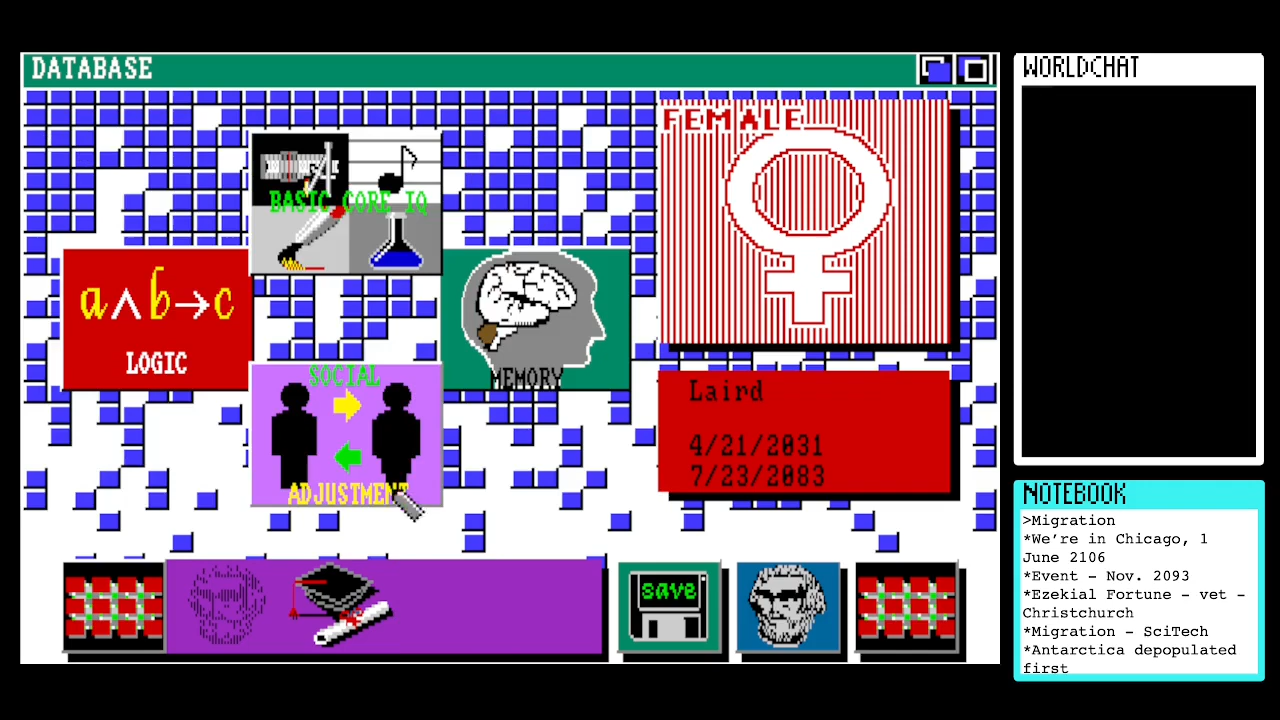 DATABASE
FEMALE
BASIC CORE IQ
a∧b→c
LOGIC
MEMORY
SOCIAL
ADJUSTMENT
Laird
4/21/2031
7/23/2083
save
WORLDCHAT
NOTEBOOK
>Migration
*We're in Chicago, 1
June 2106
*Event - Nov. 2093
*Ezekial Fortune - vet -
Christchurch
*Migration - SciTech
*Antarctica depopulated
first